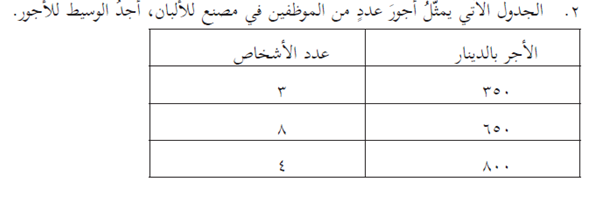 ٢. الجدول الآتي يمثّلُ أجورَ عددٍ من الموظفين في مصنع للألبان، أجدُ الوسيط للأجور.
الأجر بالدينار عدد الأشخاص
٣٥٠ ٣
٦٥٠ ٨
٨٠٠ ٤